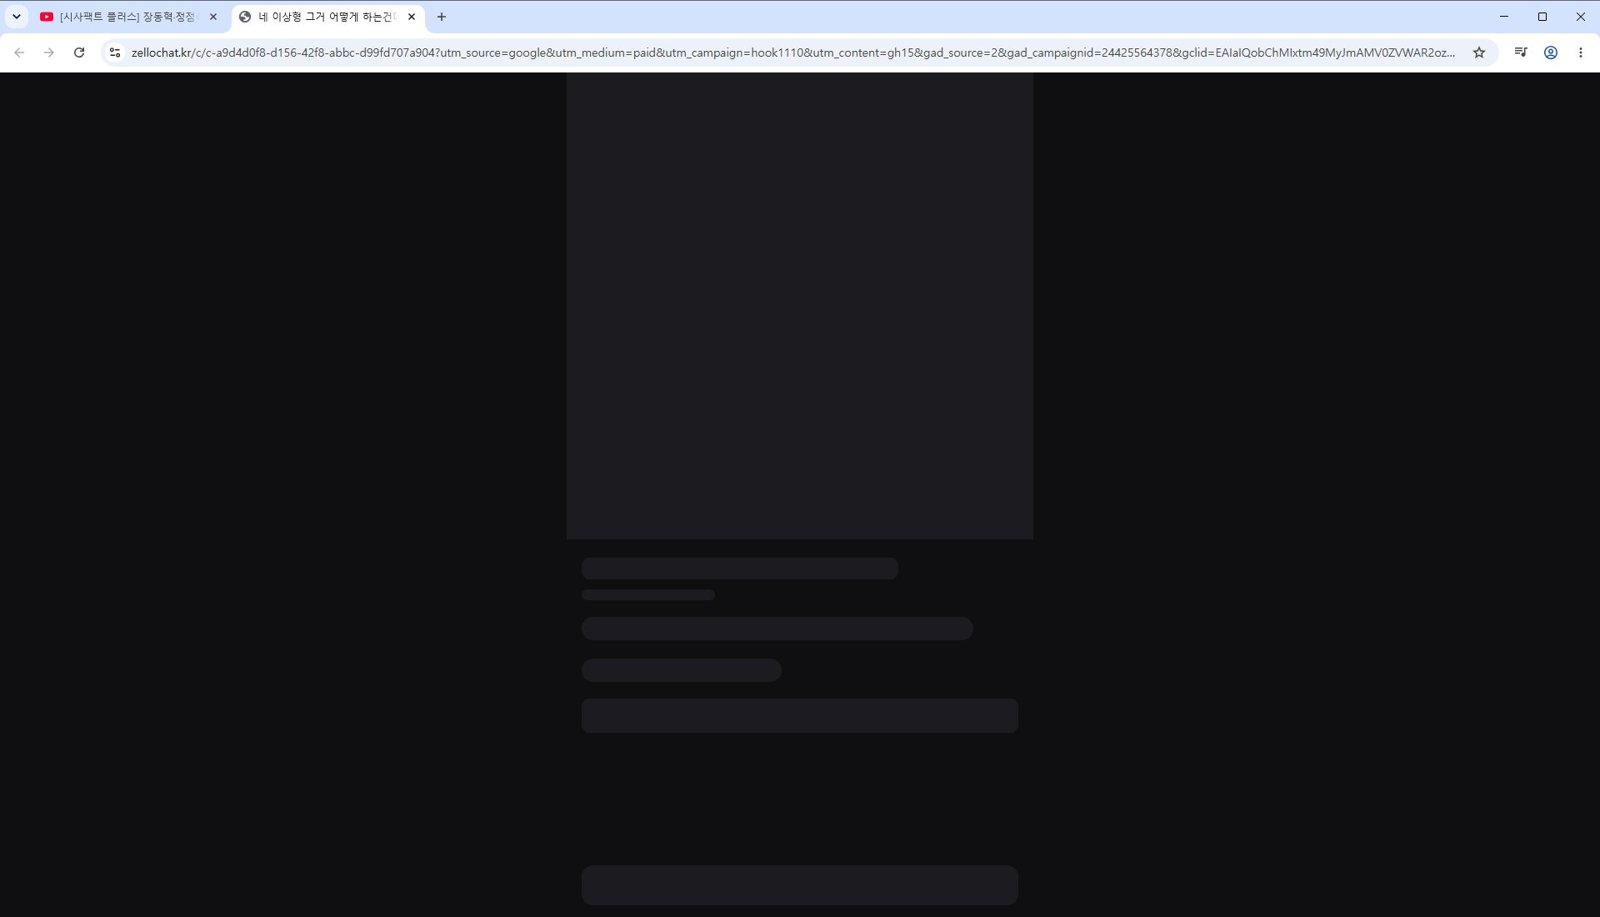 [시사팩트 플러스] 장동혁·정점
네 이상형 그거 어떻게 하는건데
zellochat.kr/c/c-a9d4d0f8-d156-42f8-abbc-d99fd707a904?utm_source=google&utm_medium=paid&utm_campaign=hook1110&utm_content=gh15&gad_source=2&gad_campaignid=24425564378&gclid=EAIaIQobChMIxtm49MyJmAMV0ZVWAR2oz...